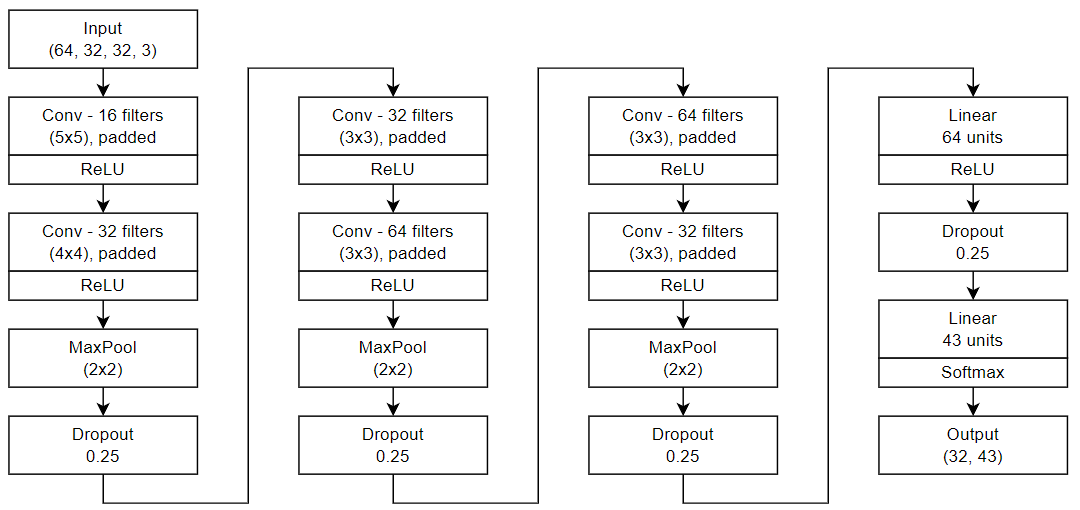 Input
(64, 32, 32, 3)
Conv - 16 filters
(5x5), padded
ReLU
Conv - 32 filters
(4x4), padded
ReLU
MaxPool
(2x2)
Dropout
0.25
Conv - 32 filters
(3x3), padded
ReLU
Conv - 64 filters
(3x3), padded
ReLU
MaxPool
(2x2)
Dropout
0.25
Conv - 64 filters
(3x3), padded
ReLU
Conv - 32 filters
(3x3), padded
ReLU
MaxPool
(2x2)
Dropout
0.25
Linear
64 units
ReLU
Dropout
0.25
Linear
43 units
Softmax
Output
(32, 43)